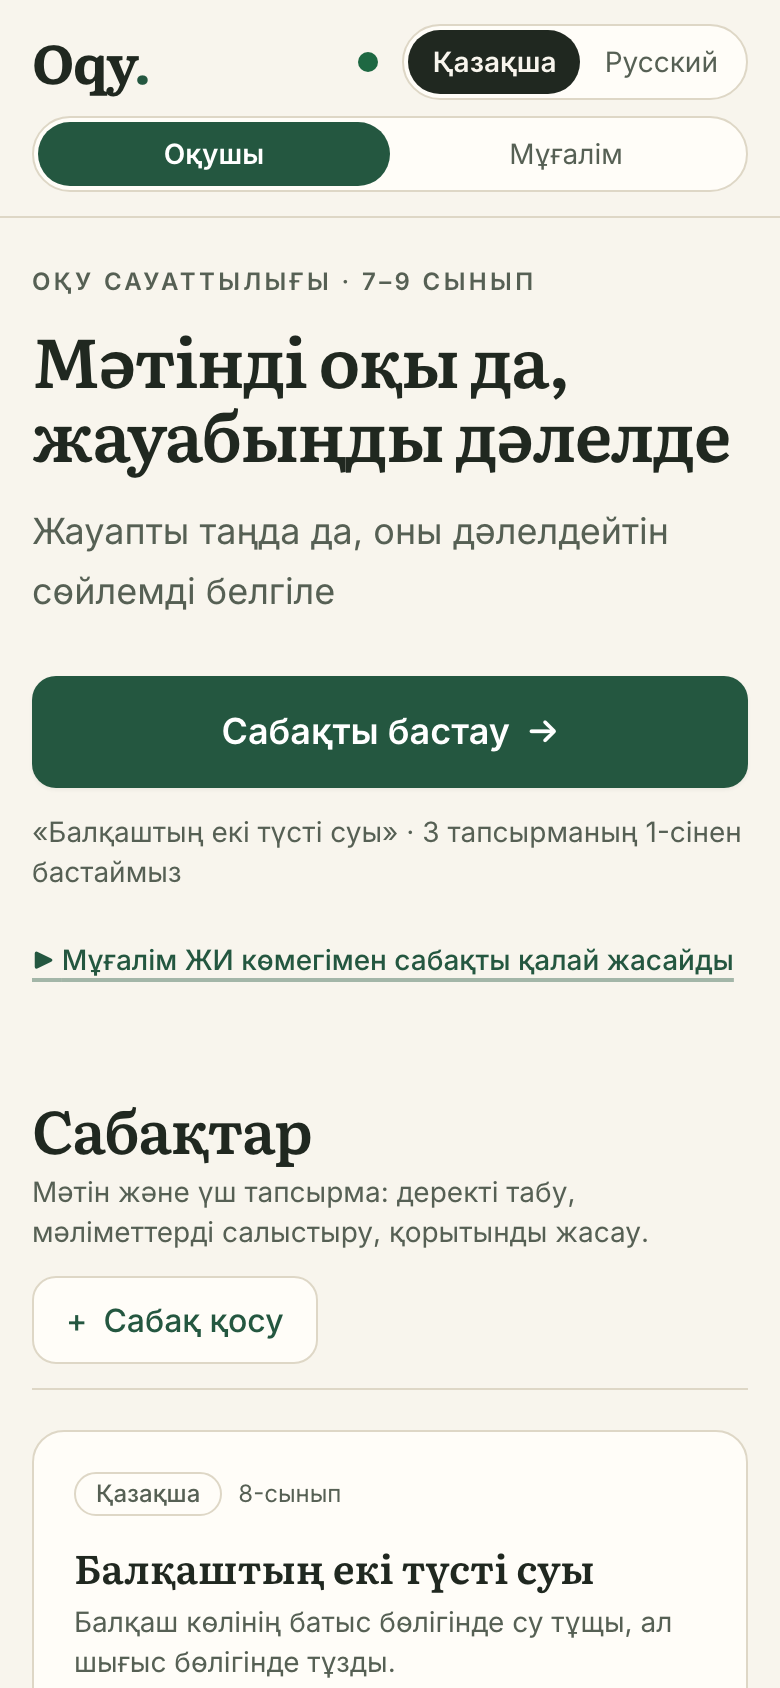 Oqy.
Қазақша Русский
Оқушы Мұғалім
ОҚУ САУАТТЫЛЫҒЫ · 7–9 СЫНЫП
Мәтінді оқы да,
жауабыңды дәлелде
Жауапты таңда да, оны дәлелдейтін
сөйлемді белгіле
Сабақты бастау →
«Балқаштың екі түсті суы» · 3 тапсырманың 1-сінен
бастаймыз
▶ Мұғалім ЖИ көмегімен сабақты қалай жасайды
Сабақтар
Мәтін және үш тапсырма: деректі табу,
мәліметтерді салыстыру, қорытынды жасау.
+ Сабақ қосу
Қазақша 8-сынып
Балқаштың екі түсті суы
Балқаш көлінің батыс бөлігінде су тұщы, ал
шығыс бөлігінде тұзды.